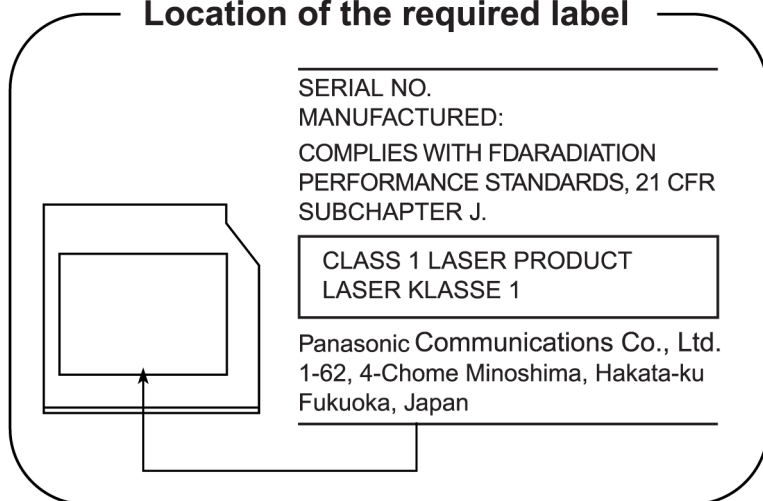 Location of the required label
SERIAL NO.
MANUFACTURED:
COMPLIES WITH FDARADIATION
PERFORMANCE STANDARDS, 21 CFR
SUBCHAPTER J.
CLASS 1 LASER PRODUCT
LASER KLASSE 1
Panasonic Communications Co., Ltd.
1-62, 4-Chome Minoshima, Hakata-ku
Fukuoka, Japan